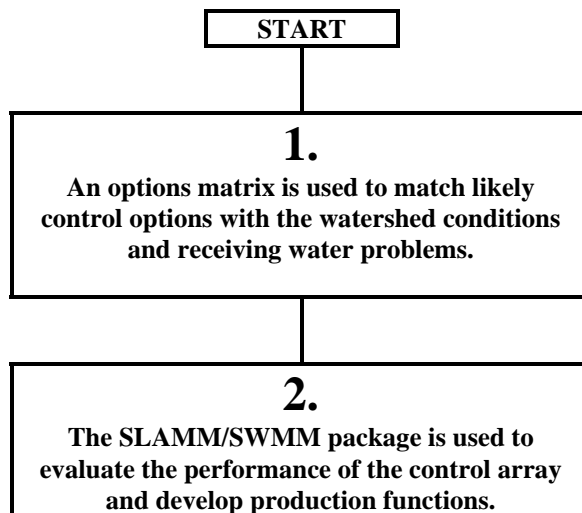 START
1.
An options matrix is used to match likely
control options with the watershed conditions
and receiving water problems.
2.
The SLAMM/SWMM package is used to
evaluate the performance of the control array
and develop production functions.